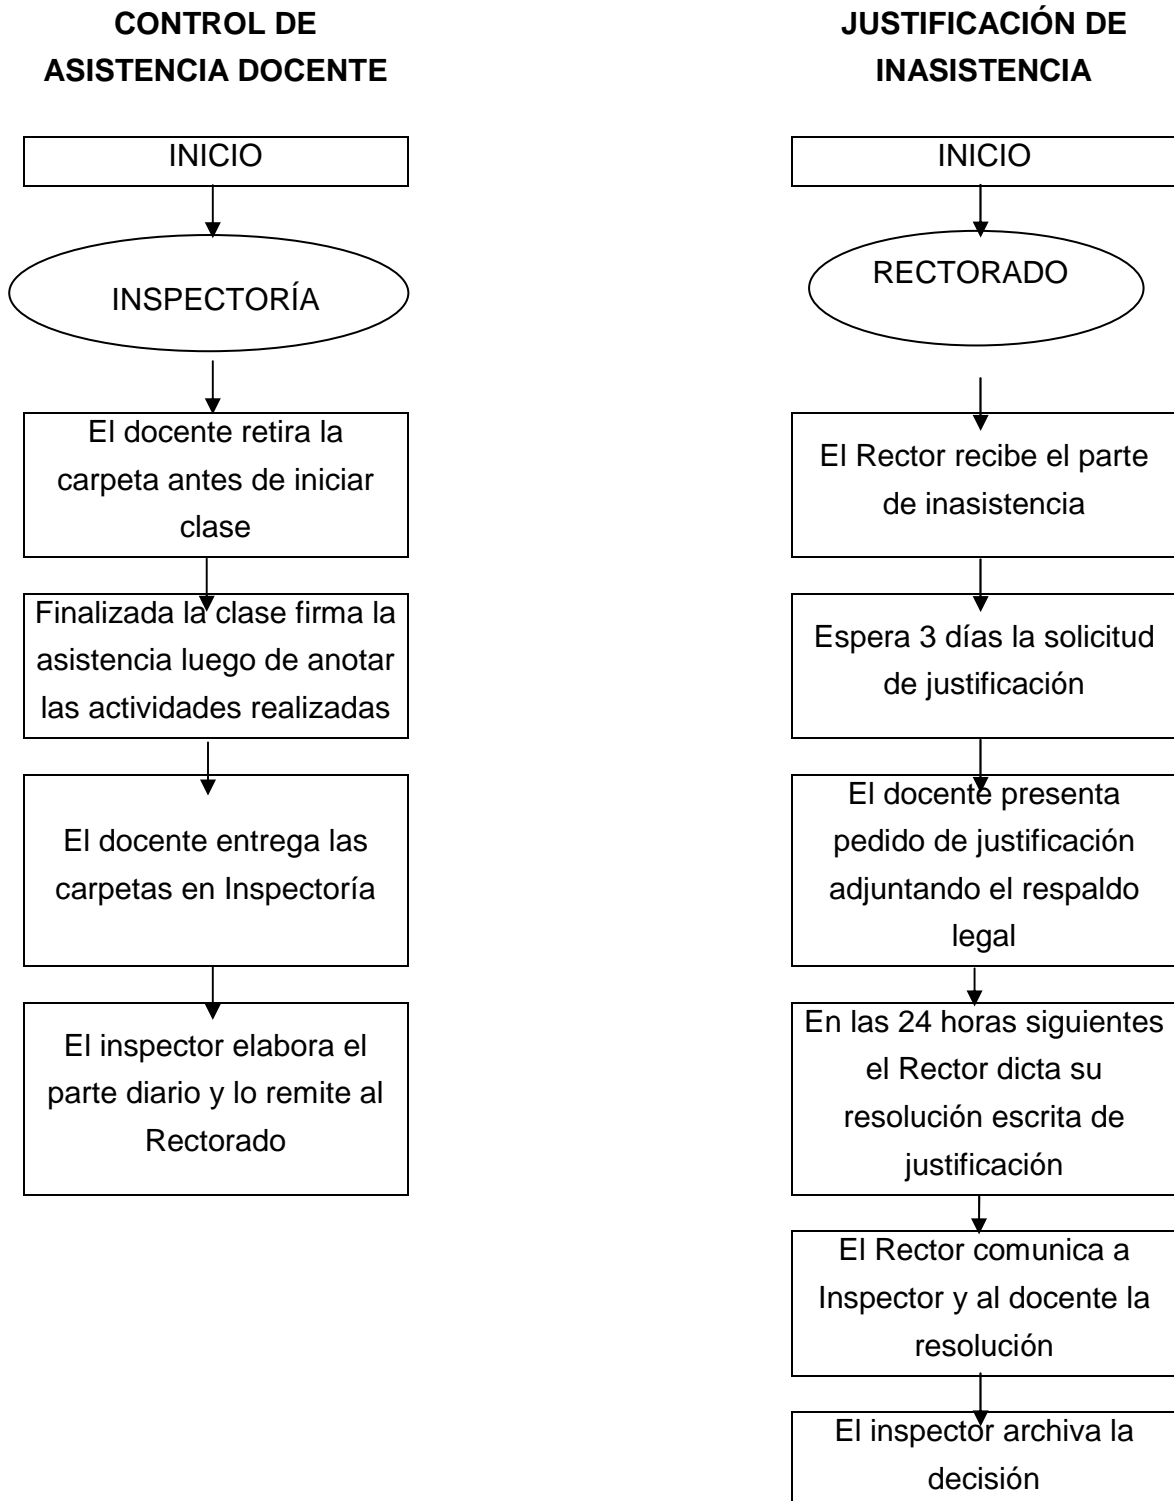 CONTROL DE
ASISTENCIA DOCENTE
INICIO
INSPECTORÍA
El docente retira la
carpeta antes de iniciar
clase
Finalizada la clase firma la
asistencia luego de anotar
las actividades realizadas
El docente entrega las
carpetas en Inspectoría
El inspector elabora el
parte diario y lo remite al
Rectorado
JUSTIFICACIÓN DE
INASISTENCIA
INICIO
RECTORADO
El Rector recibe el parte
de inasistencia
Espera 3 días la solicitud
de justificación
El docente presenta
pedido de justificación
adjuntando el respaldo
legal
En las 24 horas siguientes
el Rector dicta su
resolución escrita de
justificación
El Rector comunica a
Inspector y al docente la
resolución
El inspector archiva la
decisión